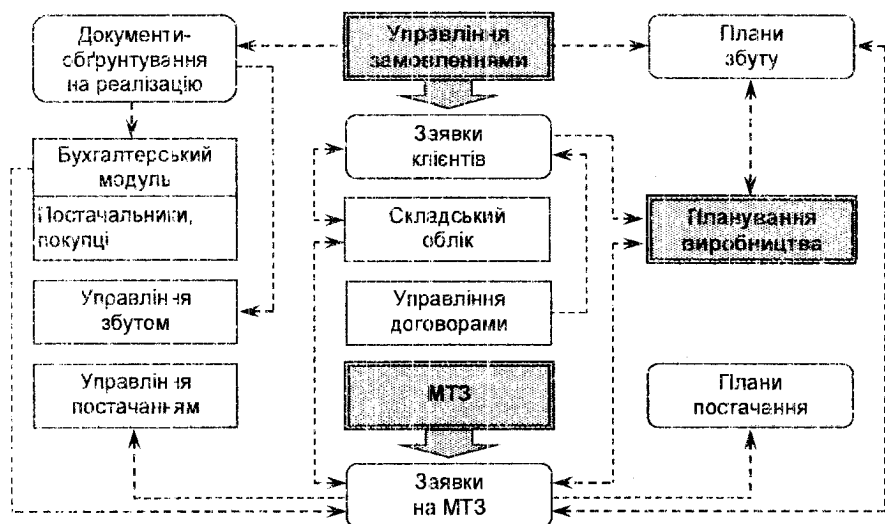 Документи-
обґрунтування
на реалізацію
Управління
замовленнями
Плани
збуту
Бухгалтерський
модуль
Постачальники,
покупці
Заявки
клієнтів
Складський
облік
Планування
виробництва
Управління
збутом
Управління
договорами
Управління
постачанням
МТЗ
Плани
постачання
Заявки
на МТЗ